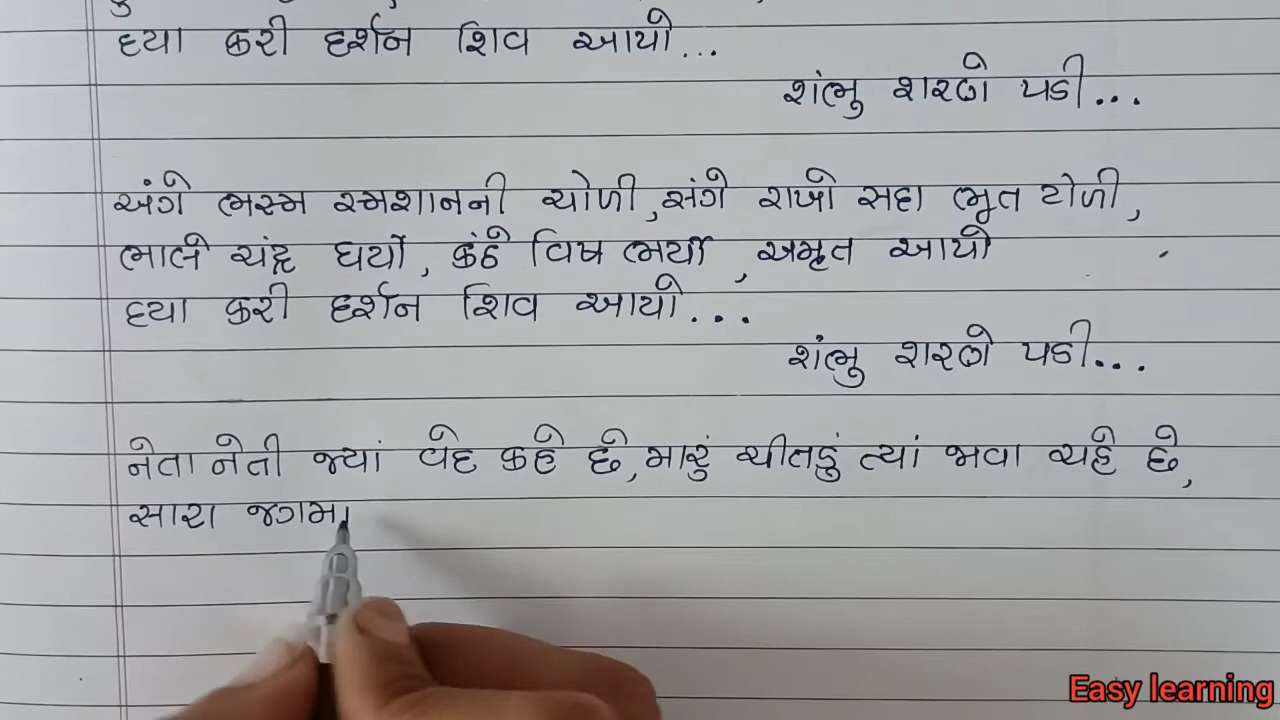 દયા કરી દર્શન શિવ આપો...
શંભુ શરણે પડી...
અંગે ભસ્મ સ્મશાનની ચોળી, સંગે રાખો સદા ભૂત ટોળી,
ભાલે ચંદ્ર ધર્યો, કંઠે વિષ ભર્યો, અમૃત આપો
દયા કરી દર્શન શિવ આપો...
શંભુ શરણે પડી...
નેતા નેતી જ્યાં વેદ કહે છે, મારું ચીતડું ત્યાં જવા ચહે છે,
સારા જગમા
Easy learning